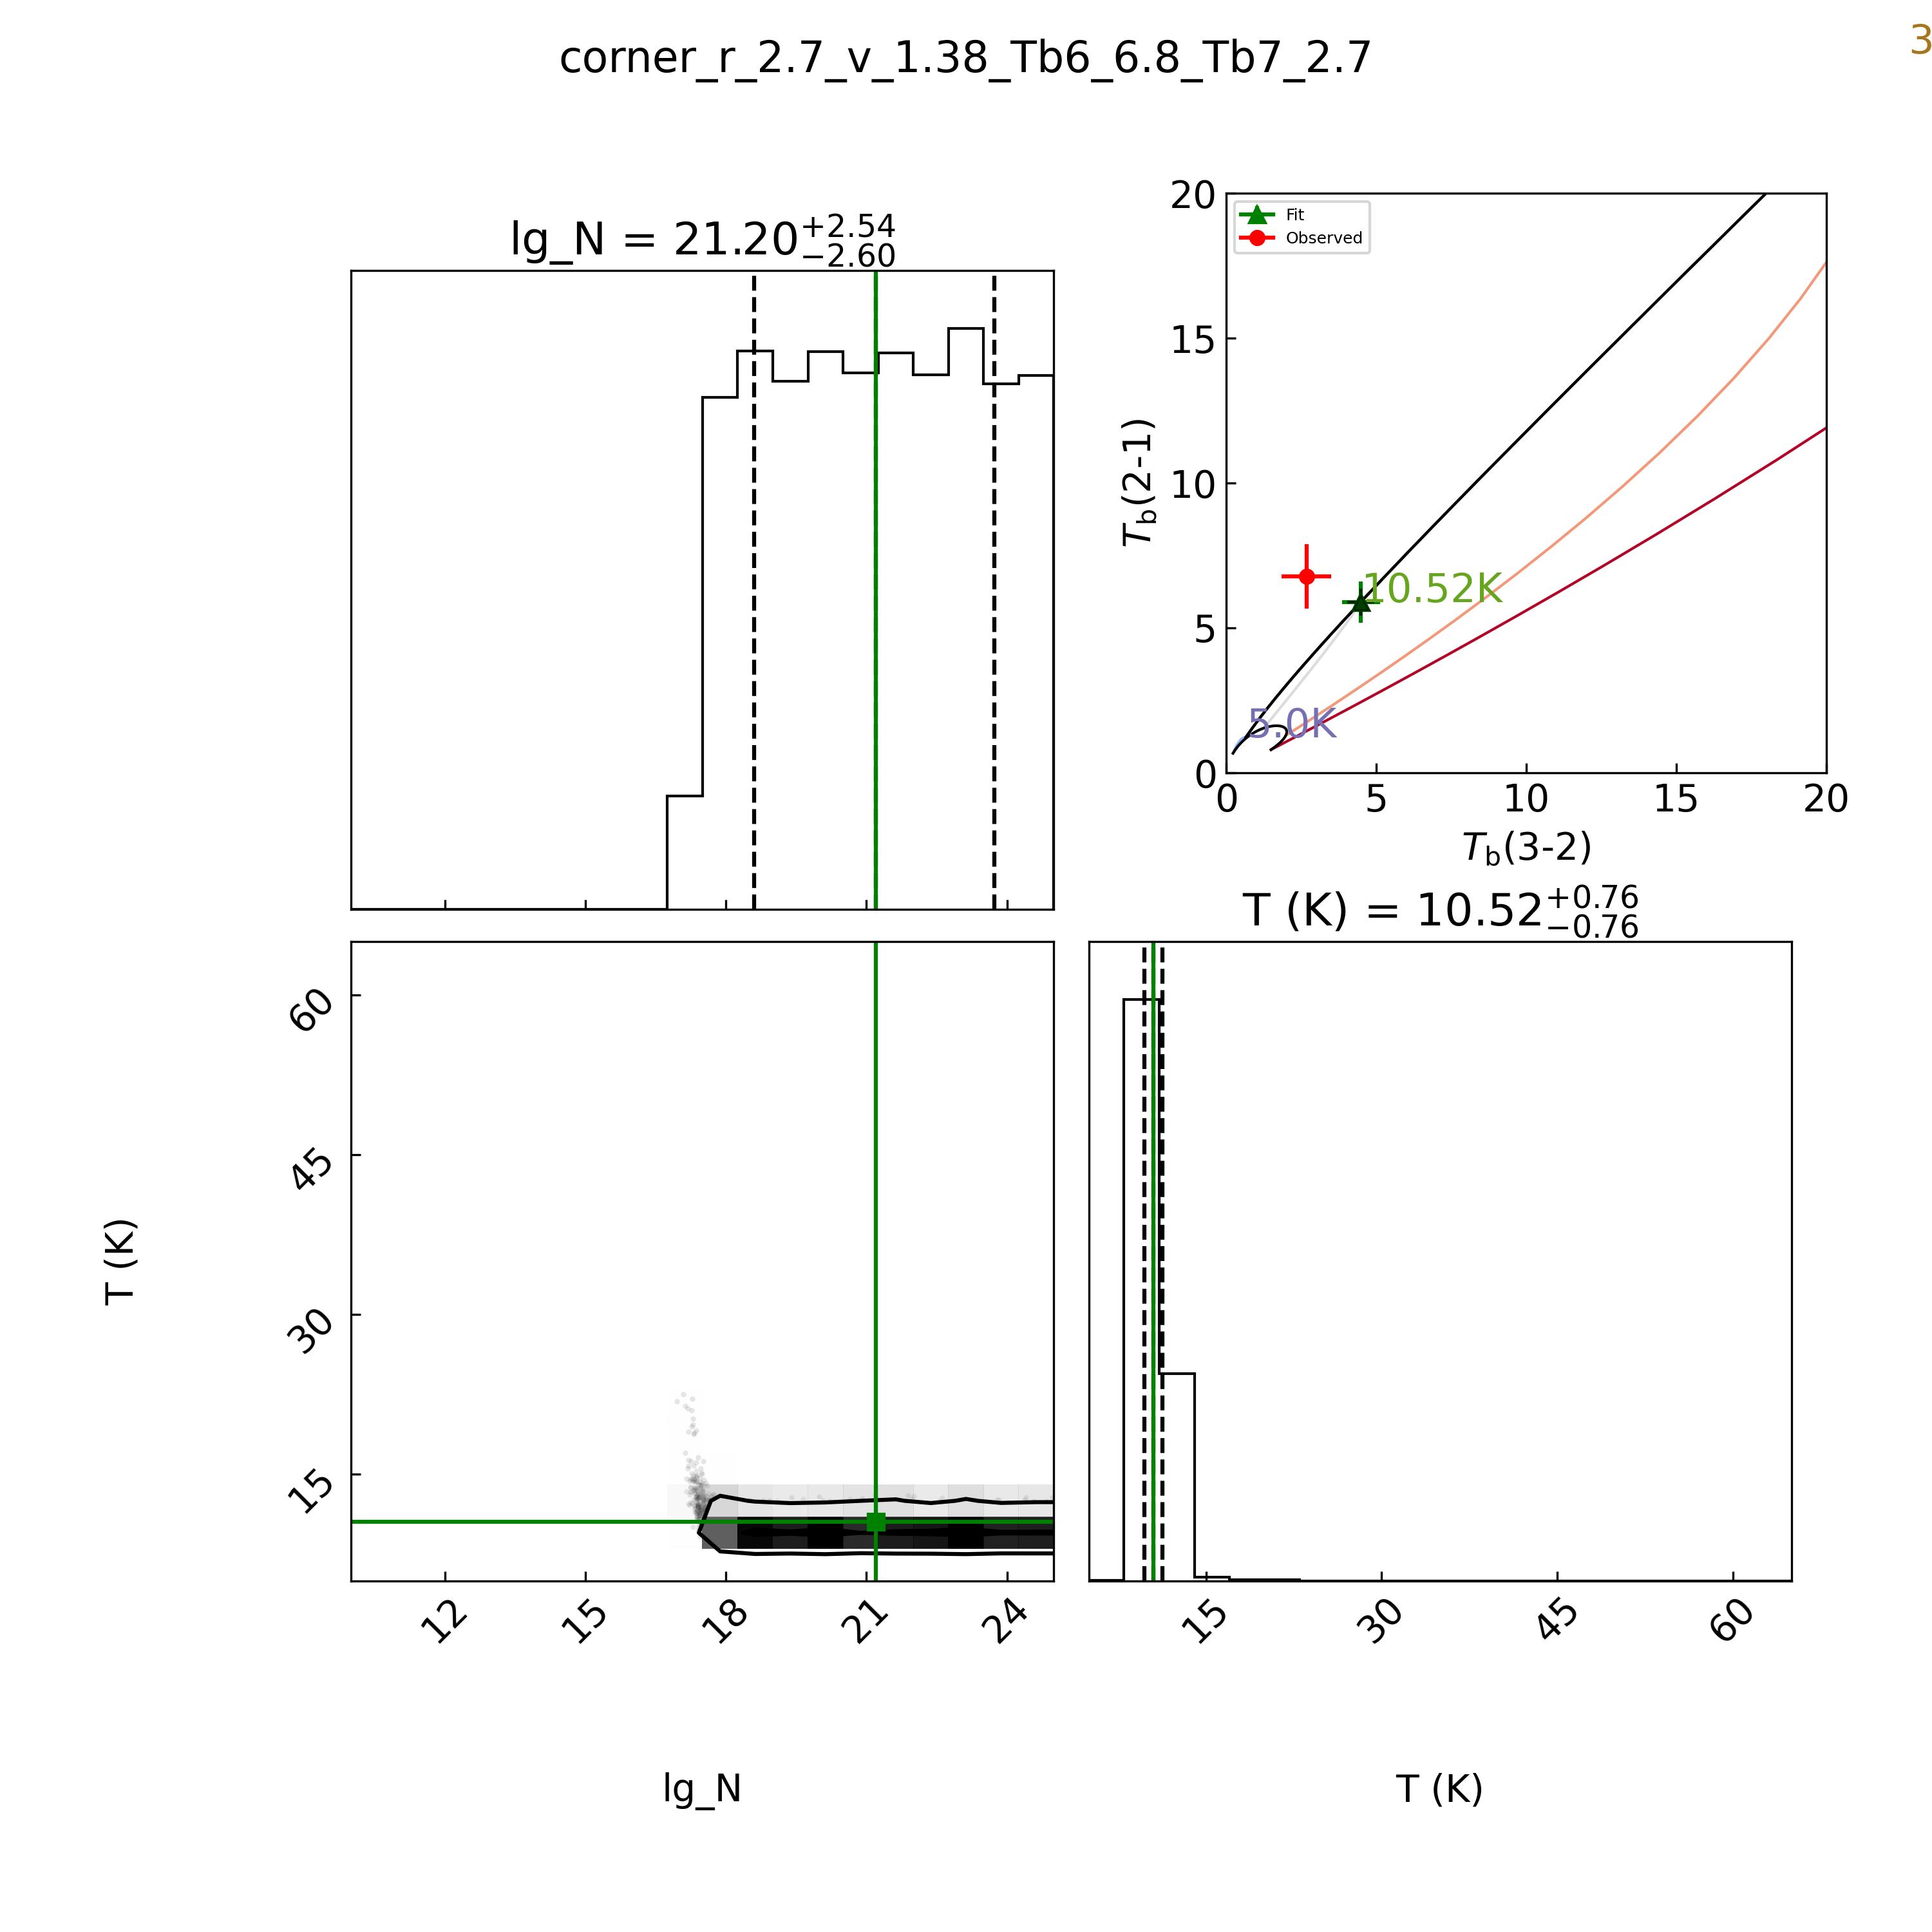 corner_r_2.7_v_1.38_Tb6_6.8_Tb7_2.7
3
lg_N = 21.20+2.54−2.60
20
15
10
5
0
T_b(2-1)
Fit
Observed
10.52K
5.0K
0 5 10 15 20
T_b(3-2)
T (K) = 10.52+0.76−0.76
60
45
30
15
T (K)
12 15 18 21 24
lg_N
15 30 45 60
T (K)